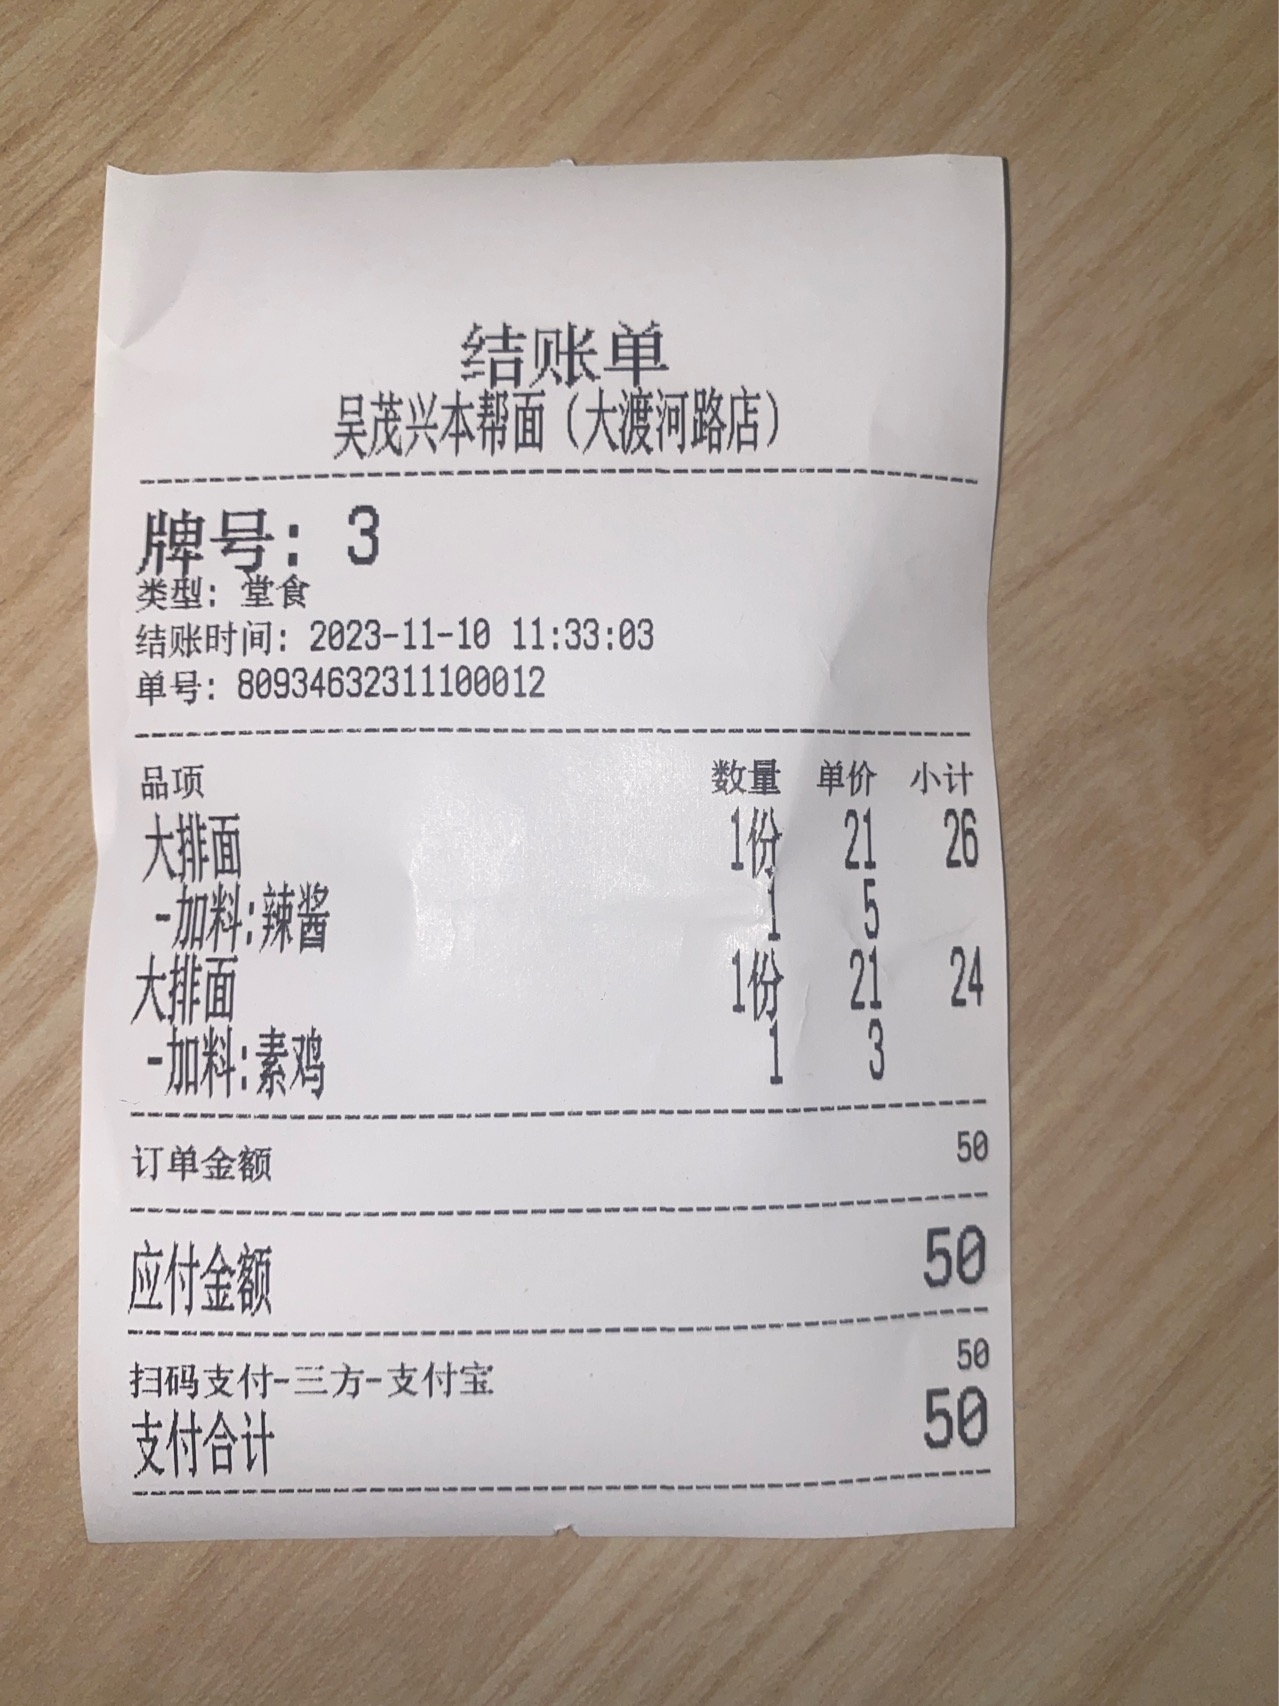 结账单
吴茂兴本帮面（大渡河路店）
牌号: 3
类型: 堂食
结账时间: 2023-11-10 11:33:03
单号: 80934632311100012
品项 数量 单价 小计
大排面 1份 21 26
-加料:辣酱 1 5
大排面 1份 21 24
-加料:素鸡 1 3
订单金额 50
应付金额 50
扫码支付-三方-支付宝 50
支付合计 50